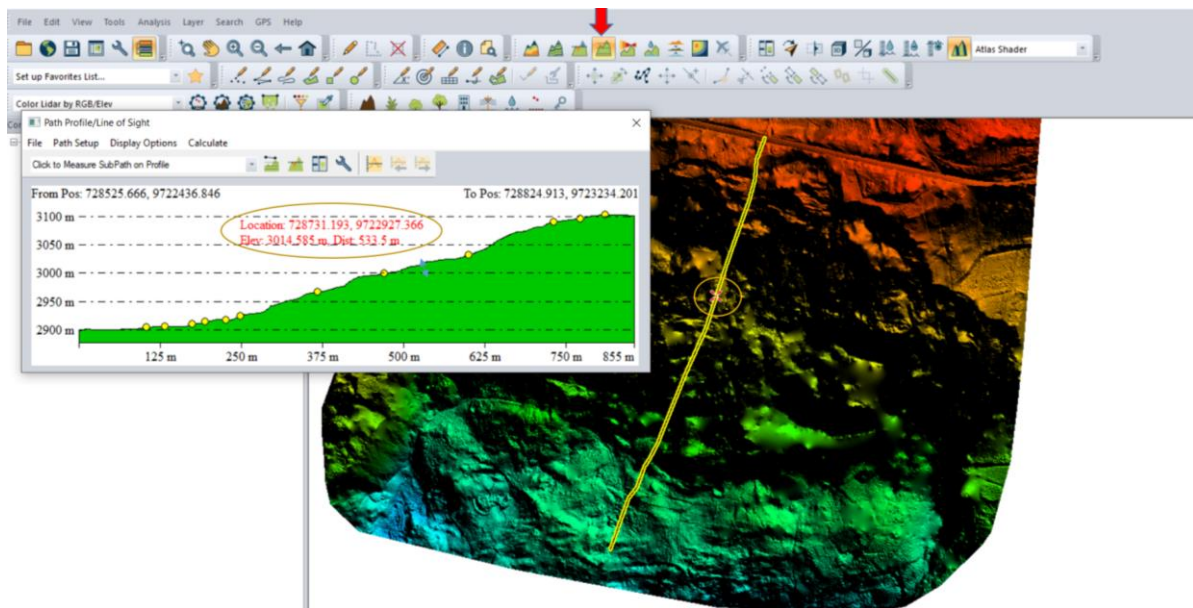 File Edit View Tools Analysis Layer Search GPS Help
Atlas Shader
Set up Favorites List...
Color Lidar by RGB/Elev
Path Profile/Line of Sight
File Path Setup Display Options Calculate
Click to Measure SubPath on Profile
From Pos: 728525.666, 9722436.846 To Pos: 728824.913, 9723234.201
3100 m
Location: 728731.193, 9722927.366
Elev: 3014.585 m, Dist: 533.5 m
3050 m
3000 m
2950 m
2900 m
125 m 250 m 375 m 500 m 625 m 750 m 855 m